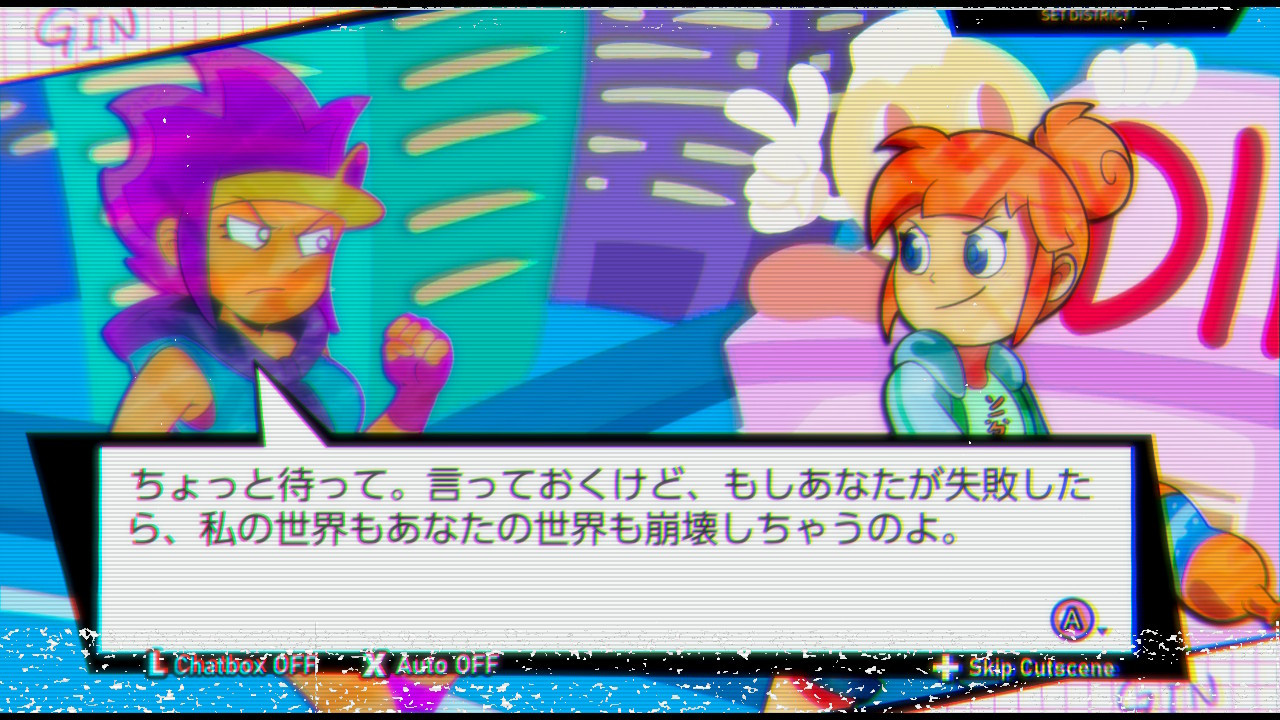 GIN
SET DISTRICT
DI
ちょっと待って。言っておくけど、もしあなたが失敗した
ら、私の世界もあなたの世界も崩壊しちゃうのよ。
A
L Chatbox OFF X Auto OFF + Skip Cutscene
GIN